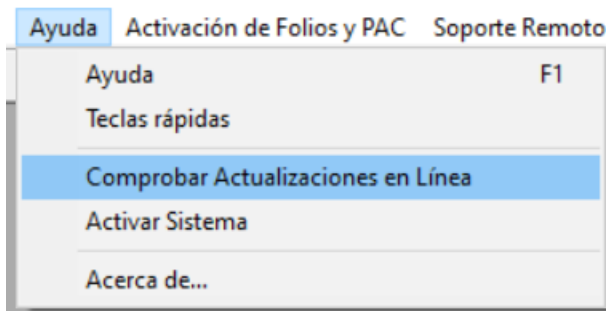 Ayuda Activación de Folios y PAC Soporte Remoto
Ayuda F1
Teclas rápidas
Comprobar Actualizaciones en Línea
Activar Sistema
Acerca de...